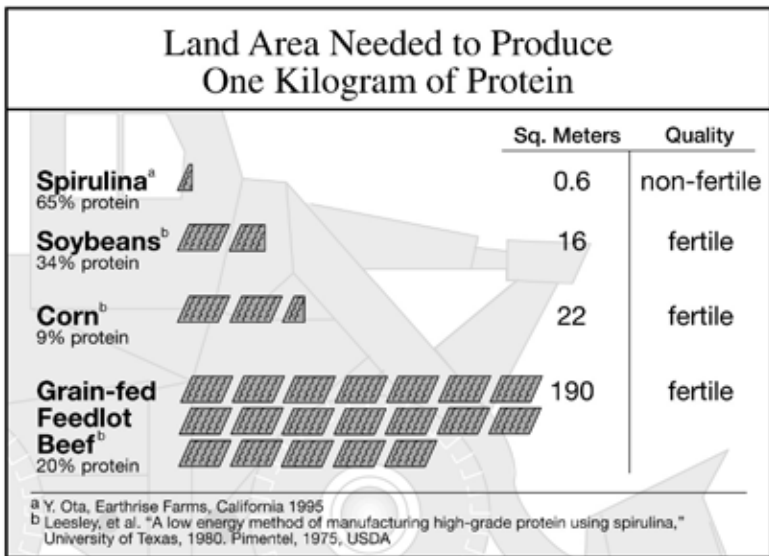 Land Area Needed to Produce
One Kilogram of Protein
Sq. Meters Quality
Spirulina a 0.6 non-fertile
65% protein
Soybeans b 16 fertile
34% protein
Corn b 22 fertile
9% protein
Grain-fed 190 fertile
Feedlot
Beef b
20% protein
a Y. Ota, Earthrise Farms, California 1995
b Leesley, et al. “A low energy method of manufacturing high-grade protein using spirulina,”
University of Texas, 1980. Pimentel, 1975, USDA